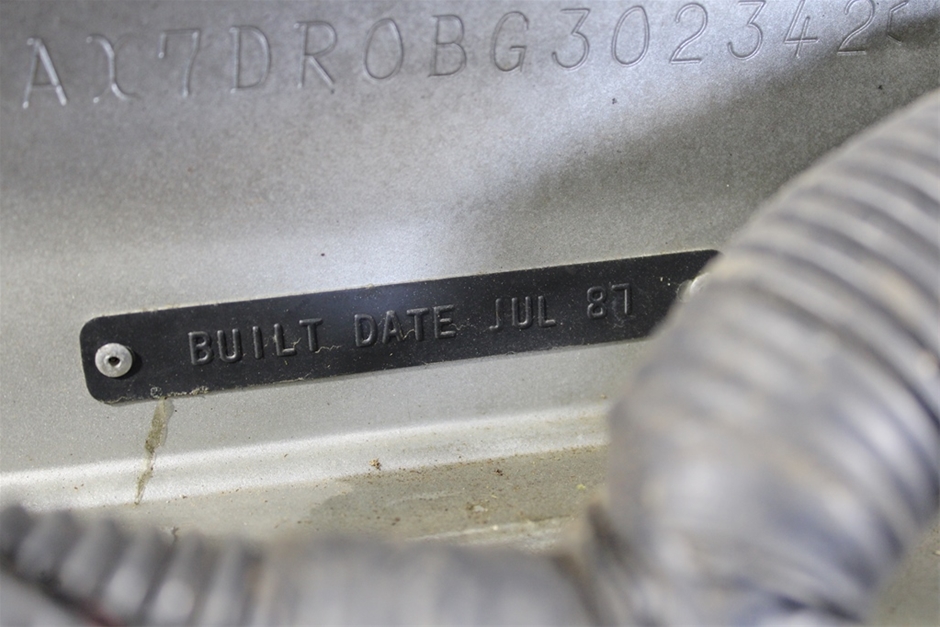 AX7DR0BG302342
BUILT DATE JUL 87